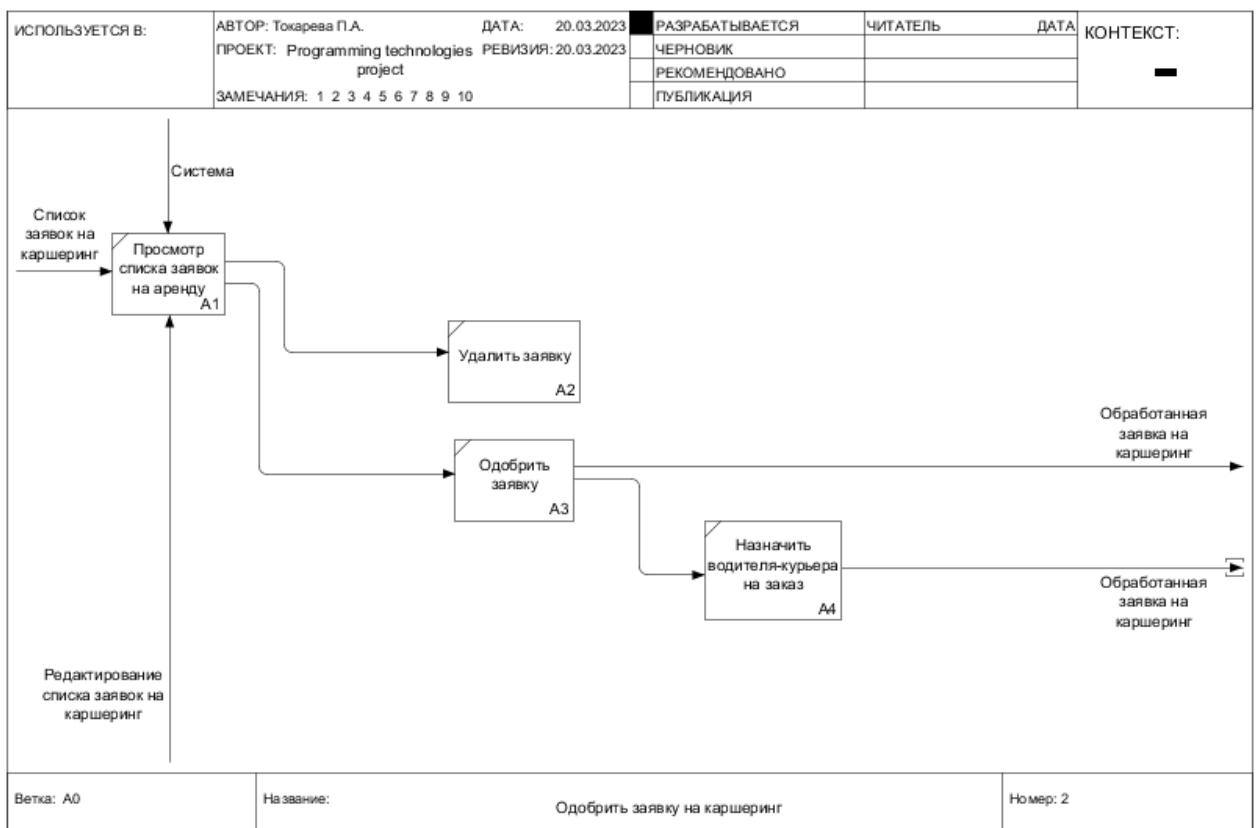 ИСПОЛЬЗУЕТСЯ В:
АВТОР: Токарева П.А.
ДАТА: 20.03.2023
ПРОЕКТ: Programming technologies
project
РЕВИЗИЯ: 20.03.2023
ЗАМЕЧАНИЯ: 1 2 3 4 5 6 7 8 9 10
РАЗРАБАТЫВАЕТСЯ
ЧЕРНОВИК
РЕКОМЕНДОВАНО
ПУБЛИКАЦИЯ
ЧИТАТЕЛЬ
ДАТА
КОНТЕКСТ:
Система
Список
заявок на
каршеринг
Просмотр
списка заявок
на аренду
A1
Удалить заявку
A2
Одобрить
заявку
A3
Обработанная
заявка на
каршеринг
Назначить
водителя-курьера
на заказ
A4
Обработанная
заявка на
каршеринг
Редактирование
списка заявок на
каршеринг
Ветка: A0
Название:
Одобрить заявку на каршеринг
Номер: 2